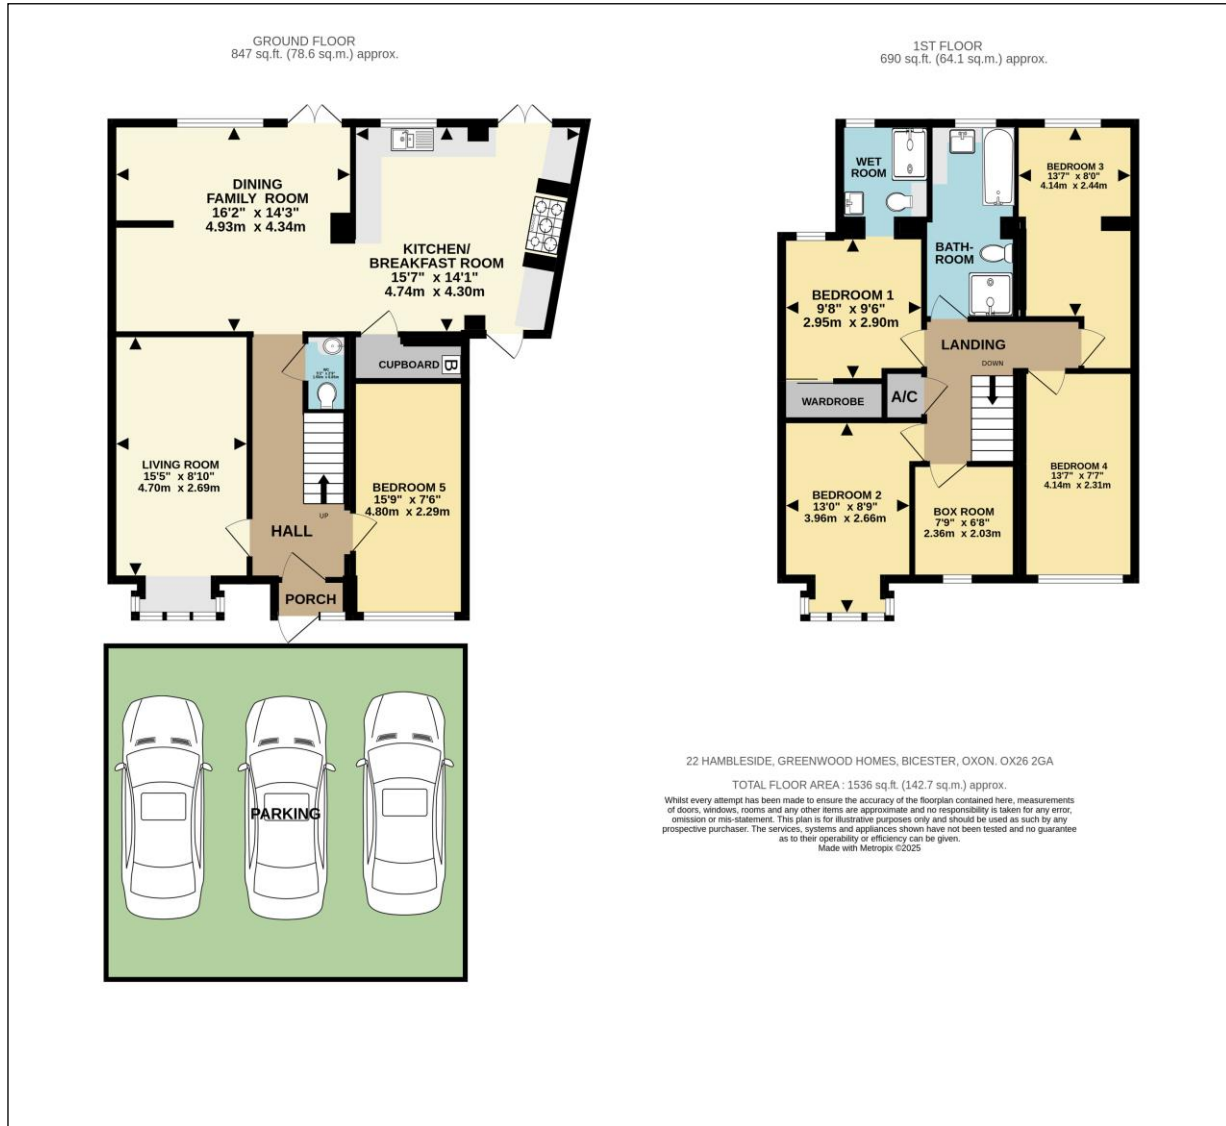 GROUND FLOOR
847 sq.ft. (78.6 sq.m.) approx.
DINING
FAMILY ROOM
16'2" x 14'3"
4.93m x 4.34m
KITCHEN/
BREAKFAST ROOM
15'7" x 14'1"
4.74m x 4.30m
CUPBOARD
B
LIVING ROOM
15'5" x 8'10"
4.70m x 2.69m
BEDROOM 5
15'9" x 7'6"
4.80m x 2.29m
UP
HALL
PORCH
PARKING
1ST FLOOR
690 sq.ft. (64.1 sq.m.) approx.
WET
ROOM
BEDROOM 3
13'7" x 8'0"
4.14m x 2.44m
BATH-
ROOM
BEDROOM 1
9'8" x 9'6"
2.95m x 2.90m
LANDING
DOWN
WARDROBE
A/C
BEDROOM 2
13'0" x 8'9"
3.96m x 2.66m
BOX ROOM
7'9" x 6'8"
2.36m x 2.03m
BEDROOM 4
13'7" x 7'7"
4.14m x 2.31m
22 HAMBLESIDE, GREENWOOD HOMES, BICESTER, OXON. OX26 2GA
TOTAL FLOOR AREA : 1536 sq.ft. (142.7 sq.m.) approx.
Whilst every attempt has been made to ensure the accuracy of the floorplan contained here, measurements
of doors, windows, rooms and any other items are approximate and no responsibility is taken for any error,
omission or mis-statement. This plan is for illustrative purposes only and should be used as such by any
prospective purchaser. The services, systems and appliances shown have not been tested and no guarantee
as to their operability or efficiency can be given.
Made with Metropix ©2025